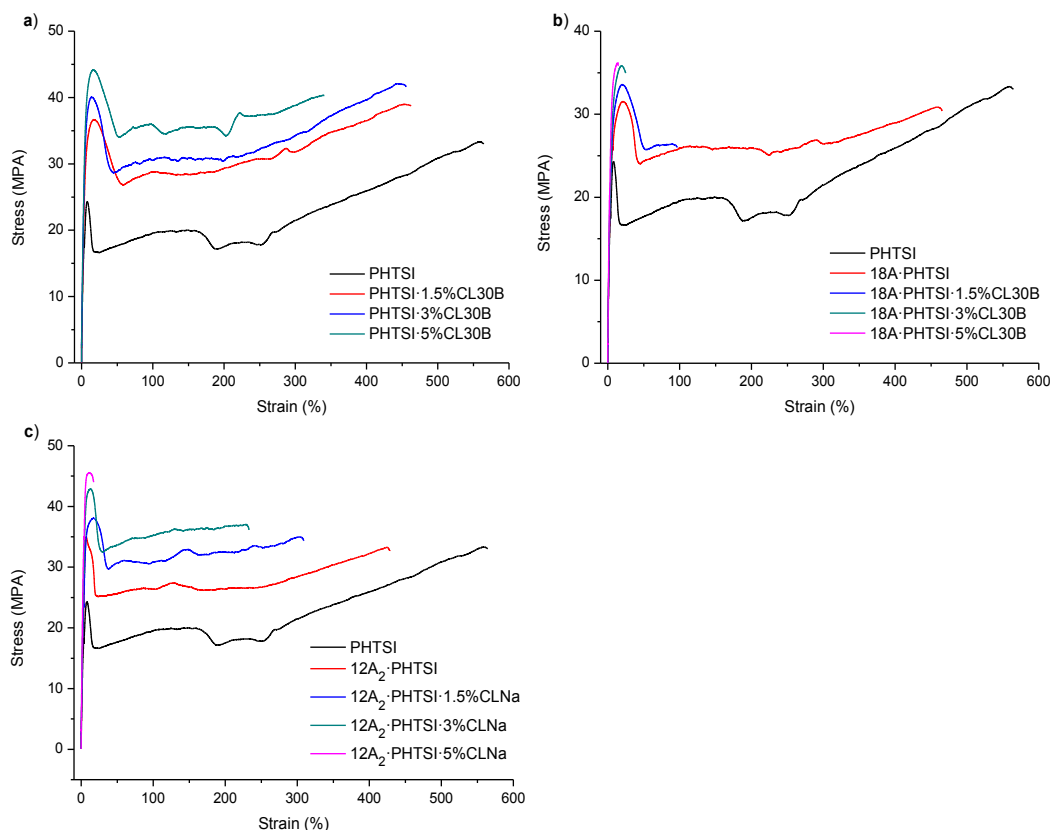 a)
50
40
30
20
10
0
Stress (MPA)
PHTSI
PHTSI·1.5%CL30B
PHTSI·3%CL30B
PHTSI·5%CL30B
0 100 200 300 400 500 600
Strain (%)
b)
40
30
20
10
0
Stress (MPA)
PHTSI
18A·PHTSI
18A·PHTSI·1.5%CL30B
18A·PHTSI·3%CL30B
18A·PHTSI·5%CL30B
0 100 200 300 400 500 600
Strain (%)
c)
50
40
30
20
10
0
Stress (MPA)
PHTSI
12A₂·PHTSI
12A₂·PHTSI·1.5%CLNa
12A₂·PHTSI·3%CLNa
12A₂·PHTSI·5%CLNa
0 100 200 300 400 500 600
Strain (%)